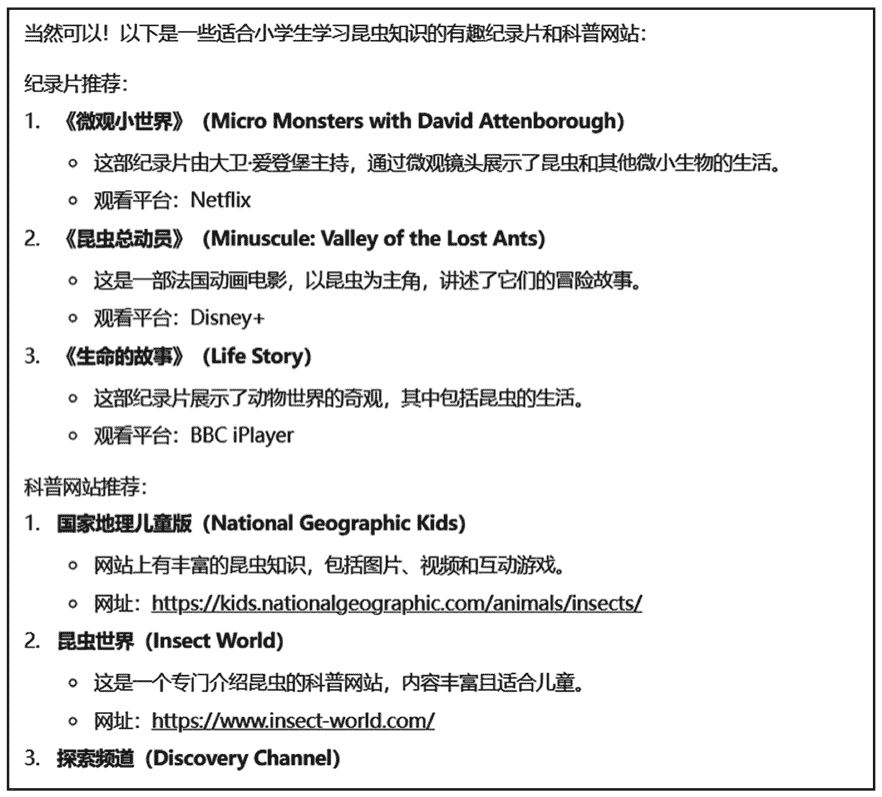 当然可以！以下是一些适合小学生学习昆虫知识的有趣纪录片和科普网站：
纪录片推荐：
1. 《微观小世界》（Micro Monsters with David Attenborough）
○ 这部纪录片由大卫·爱登堡主持，通过微观镜头展示了昆虫和其他微小生物的生活。
○ 观看平台：Netflix
2. 《昆虫总动员》（Minuscule: Valley of the Lost Ants）
○ 这是一部法国动画电影，以昆虫为主角，讲述了它们的冒险故事。
○ 观看平台：Disney+
3. 《生命的故事》（Life Story）
○ 这部纪录片展示了动物世界的奇观，其中包括昆虫的生活。
○ 观看平台：BBC iPlayer
科普网站推荐：
1. 国家地理儿童版（National Geographic Kids）
○ 网站上有丰富的昆虫知识，包括图片、视频和互动游戏。
○ 网址：https://kids.nationalgeographic.com/animals/insects/
2. 昆虫世界（Insect World）
○ 这是一个专门介绍昆虫的科普网站，内容丰富且适合儿童。
○ 网址：https://www.insect-world.com/
3. 探索频道（Discovery Channel）